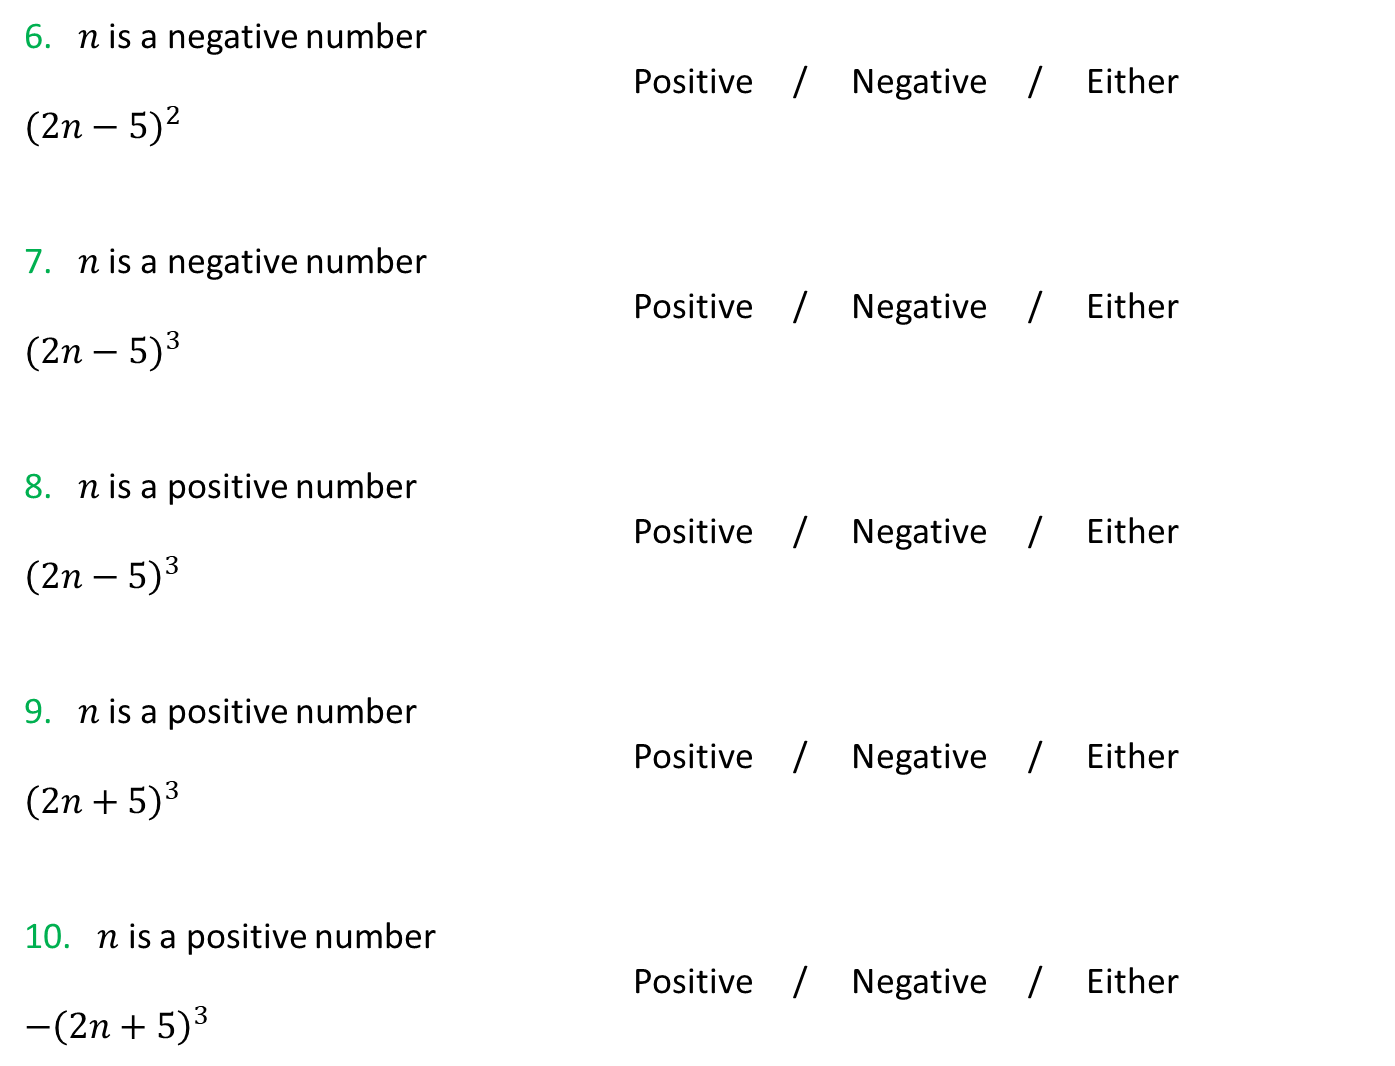 6. n is a negative number
Positive / Negative / Either
(2n − 5)²
7. n is a negative number
Positive / Negative / Either
(2n − 5)³
8. n is a positive number
Positive / Negative / Either
(2n − 5)³
9. n is a positive number
Positive / Negative / Either
(2n + 5)³
10. n is a positive number
Positive / Negative / Either
−(2n + 5)³